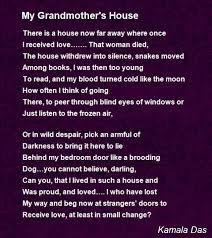 My Grandmother's House
There is a house now far away where once
I received love....... That woman died,
The house withdrew into silence, snakes moved
Among books, I was then too young
To read, and my blood turned cold like the moon
How often I think of going
There, to peer through blind eyes of windows or
Just listen to the frozen air,
Or in wild despair, pick an armful of
Darkness to bring it here to lie
Behind my bedroom door like a brooding
Dog...you cannot believe, darling,
Can you, that I lived in such a house and
Was proud, and loved.... I who have lost
My way and beg now at strangers' doors to
Receive love, at least in small change?
Kamala Das